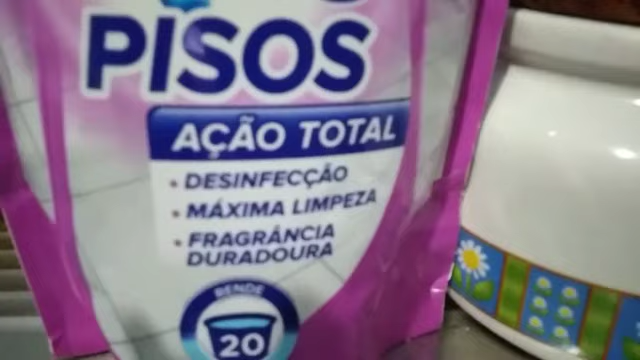 PISOS
AÇÃO TOTAL
• DESINFECÇÃO
• MÁXIMA LIMPEZA
• FRAGRÂNCIA
DURADOURA
RENDE
20